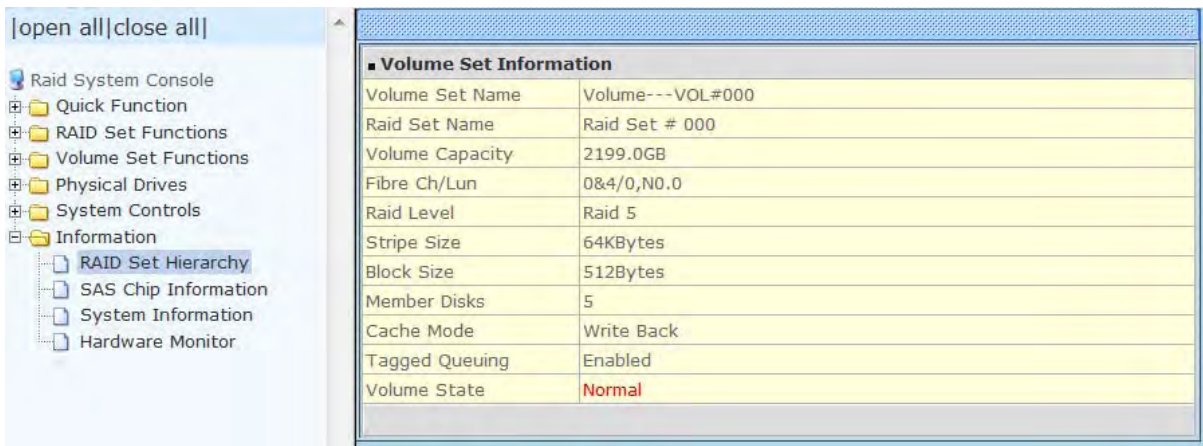 |open all|close all|
Raid System Console
Quick Function
RAID Set Functions
Volume Set Functions
Physical Drives
System Controls
Information
RAID Set Hierarchy
SAS Chip Information
System Information
Hardware Monitor
Volume Set Information
Volume Set Name Volume---VOL#000
Raid Set Name Raid Set # 000
Volume Capacity 2199.0GB
Fibre Ch/Lun 0&4/0,N0.0
Raid Level Raid 5
Stripe Size 64KBytes
Block Size 512Bytes
Member Disks 5
Cache Mode Write Back
Tagged Queuing Enabled
Volume State Normal